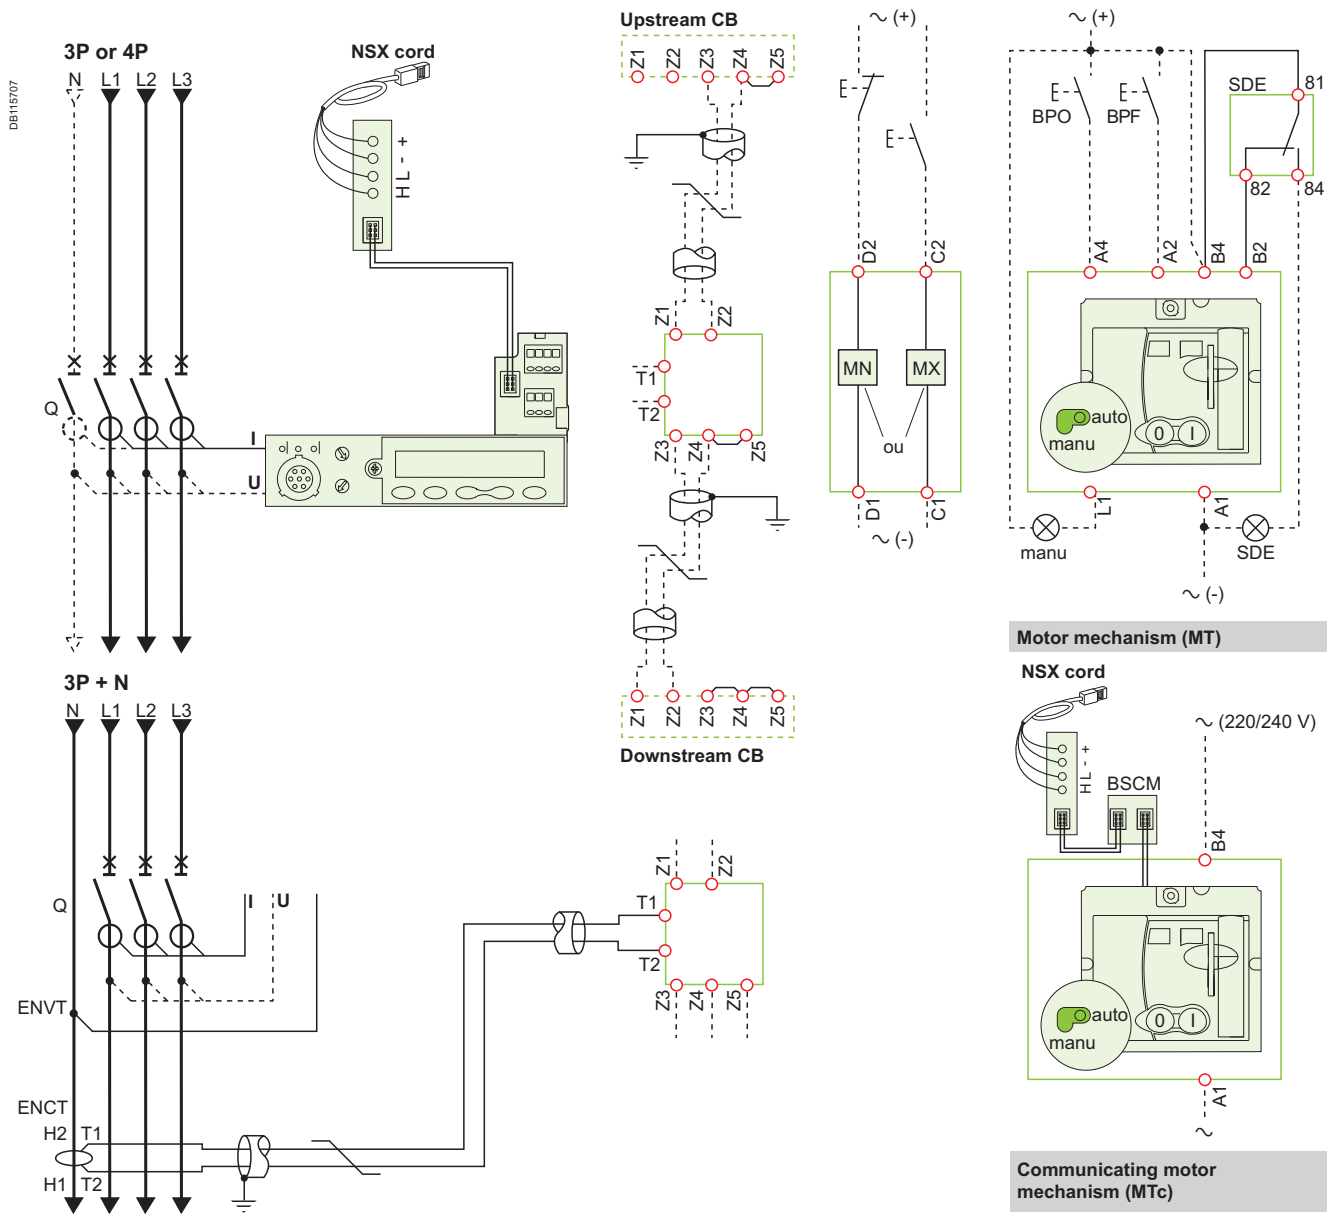 DB115707
3P or 4P
N L1 L2 L3
NSX cord
+
-
L
H
Q
I
U
Upstream CB
Z1 Z2 Z3 Z4 Z5
Z1 Z2
T1
T2
Z3 Z4 Z5
Z1 Z2 Z3 Z4 Z5
Downstream CB
(+)
E E
D2 C2
MN MX
ou
D1 C1
(-)
(+)
E E
BPO BPF
SDE 81
82 84
A4 A2 B4 B2
auto
manu
0 I
L1 A1
manu SDE
(-)
Motor mechanism (MT)
3P + N
N L1 L2 L3
Q
I U
ENVT
ENCT
H2 T1
H1 T2
Z1 Z2
T1
T2
Z3 Z4 Z5
NSX cord
(220/240 V)
+
-
L
H
BSCM
B4
auto
manu
0 I
A1
Communicating motor
mechanism (MTc)